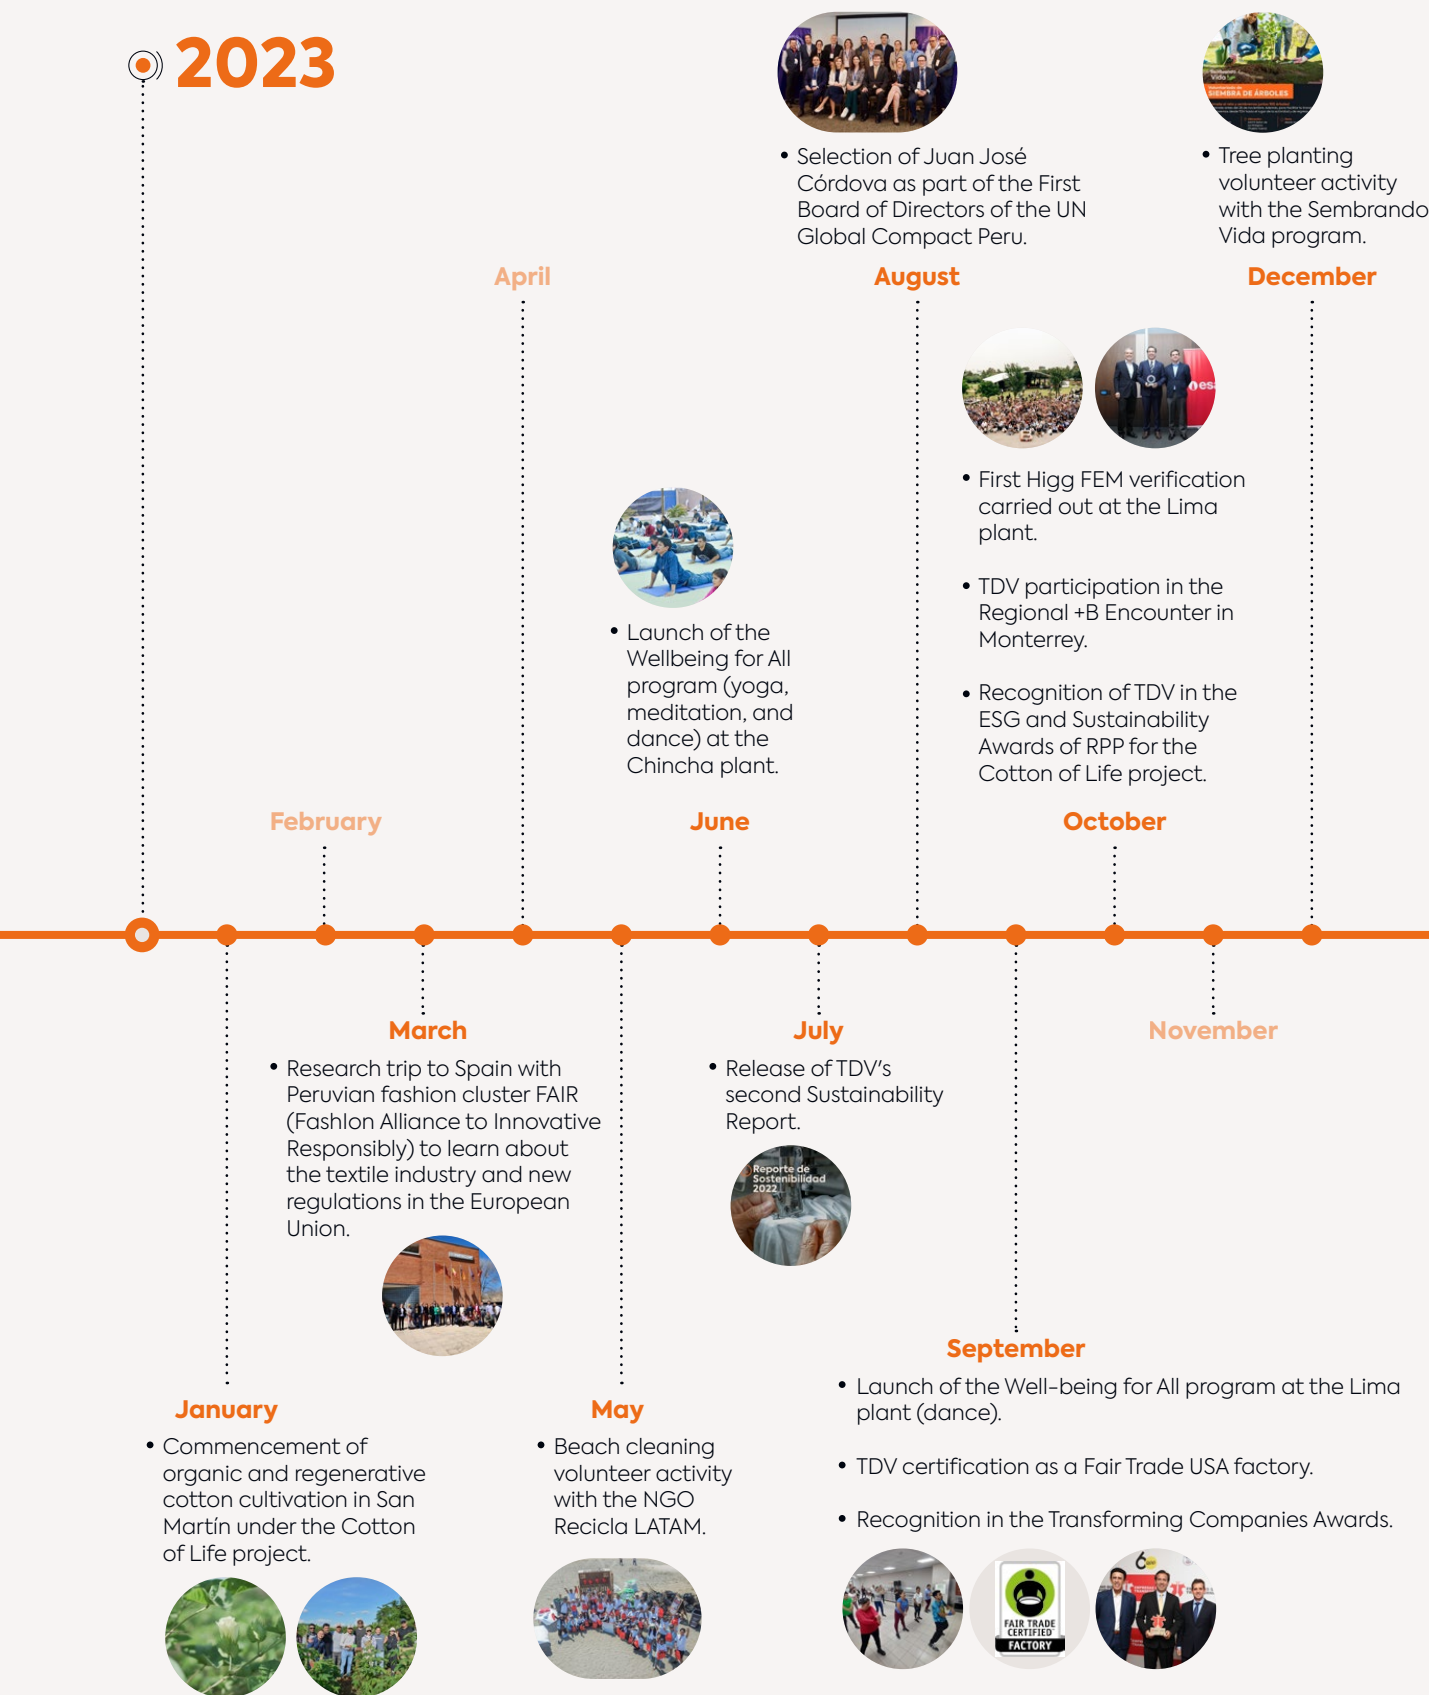 2023
Selection of Juan José
Córdova as part of the First
Board of Directors of the UN
Global Compact Peru.
SIEMBRA DE ÁRBOLES
• Tree planting
volunteer activity
with the Sembrando
Vida program.
April
August
December
• First Higg FEM verification
carried out at the Lima
plant.
• TDV participation in the
Regional +B Encounter in
Monterrey.
• Recognition of TDV in the
ESG and Sustainability
Awards of RPP for the
Cotton of Life project.
• Launch of the
Wellbeing for All
program (yoga,
meditation, and
dance) at the
Chincha plant.
February
June
October
March
• Research trip to Spain with
Peruvian fashion cluster FAIR
(FashIon Alliance to Innovative
Responsibly) to learn about
the textile industry and new
regulations in the European
Union.
July
• Release of TDV's
second Sustainability
Report.
Reporte de
Sostenibilidad
2022
November
January
• Commencement of
organic and regenerative
cotton cultivation in San
Martín under the Cotton
of Life project.
May
• Beach cleaning
volunteer activity
with the NGO
Recicla LATAM.
September
• Launch of the Well-being for All program at the Lima
plant (dance).
• TDV certification as a Fair Trade USA factory.
• Recognition in the Transforming Companies Awards.
FAIR TRADE
CERTIFIED
FACTORY